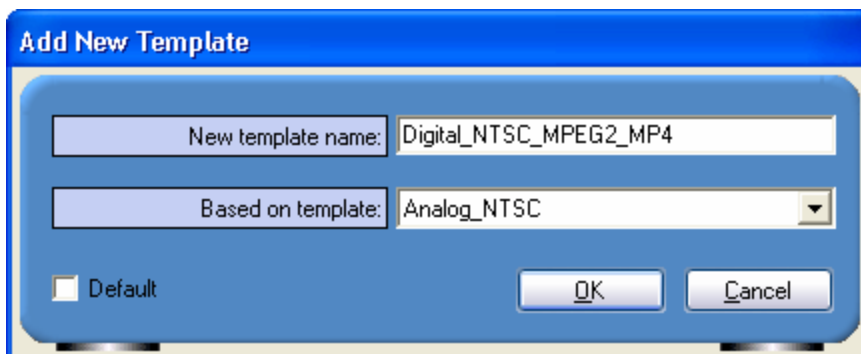 Add New Template
New template name: Digital_NTSC_MPEG2_MP4
Based on template: Analog_NTSC
Default OK Cancel